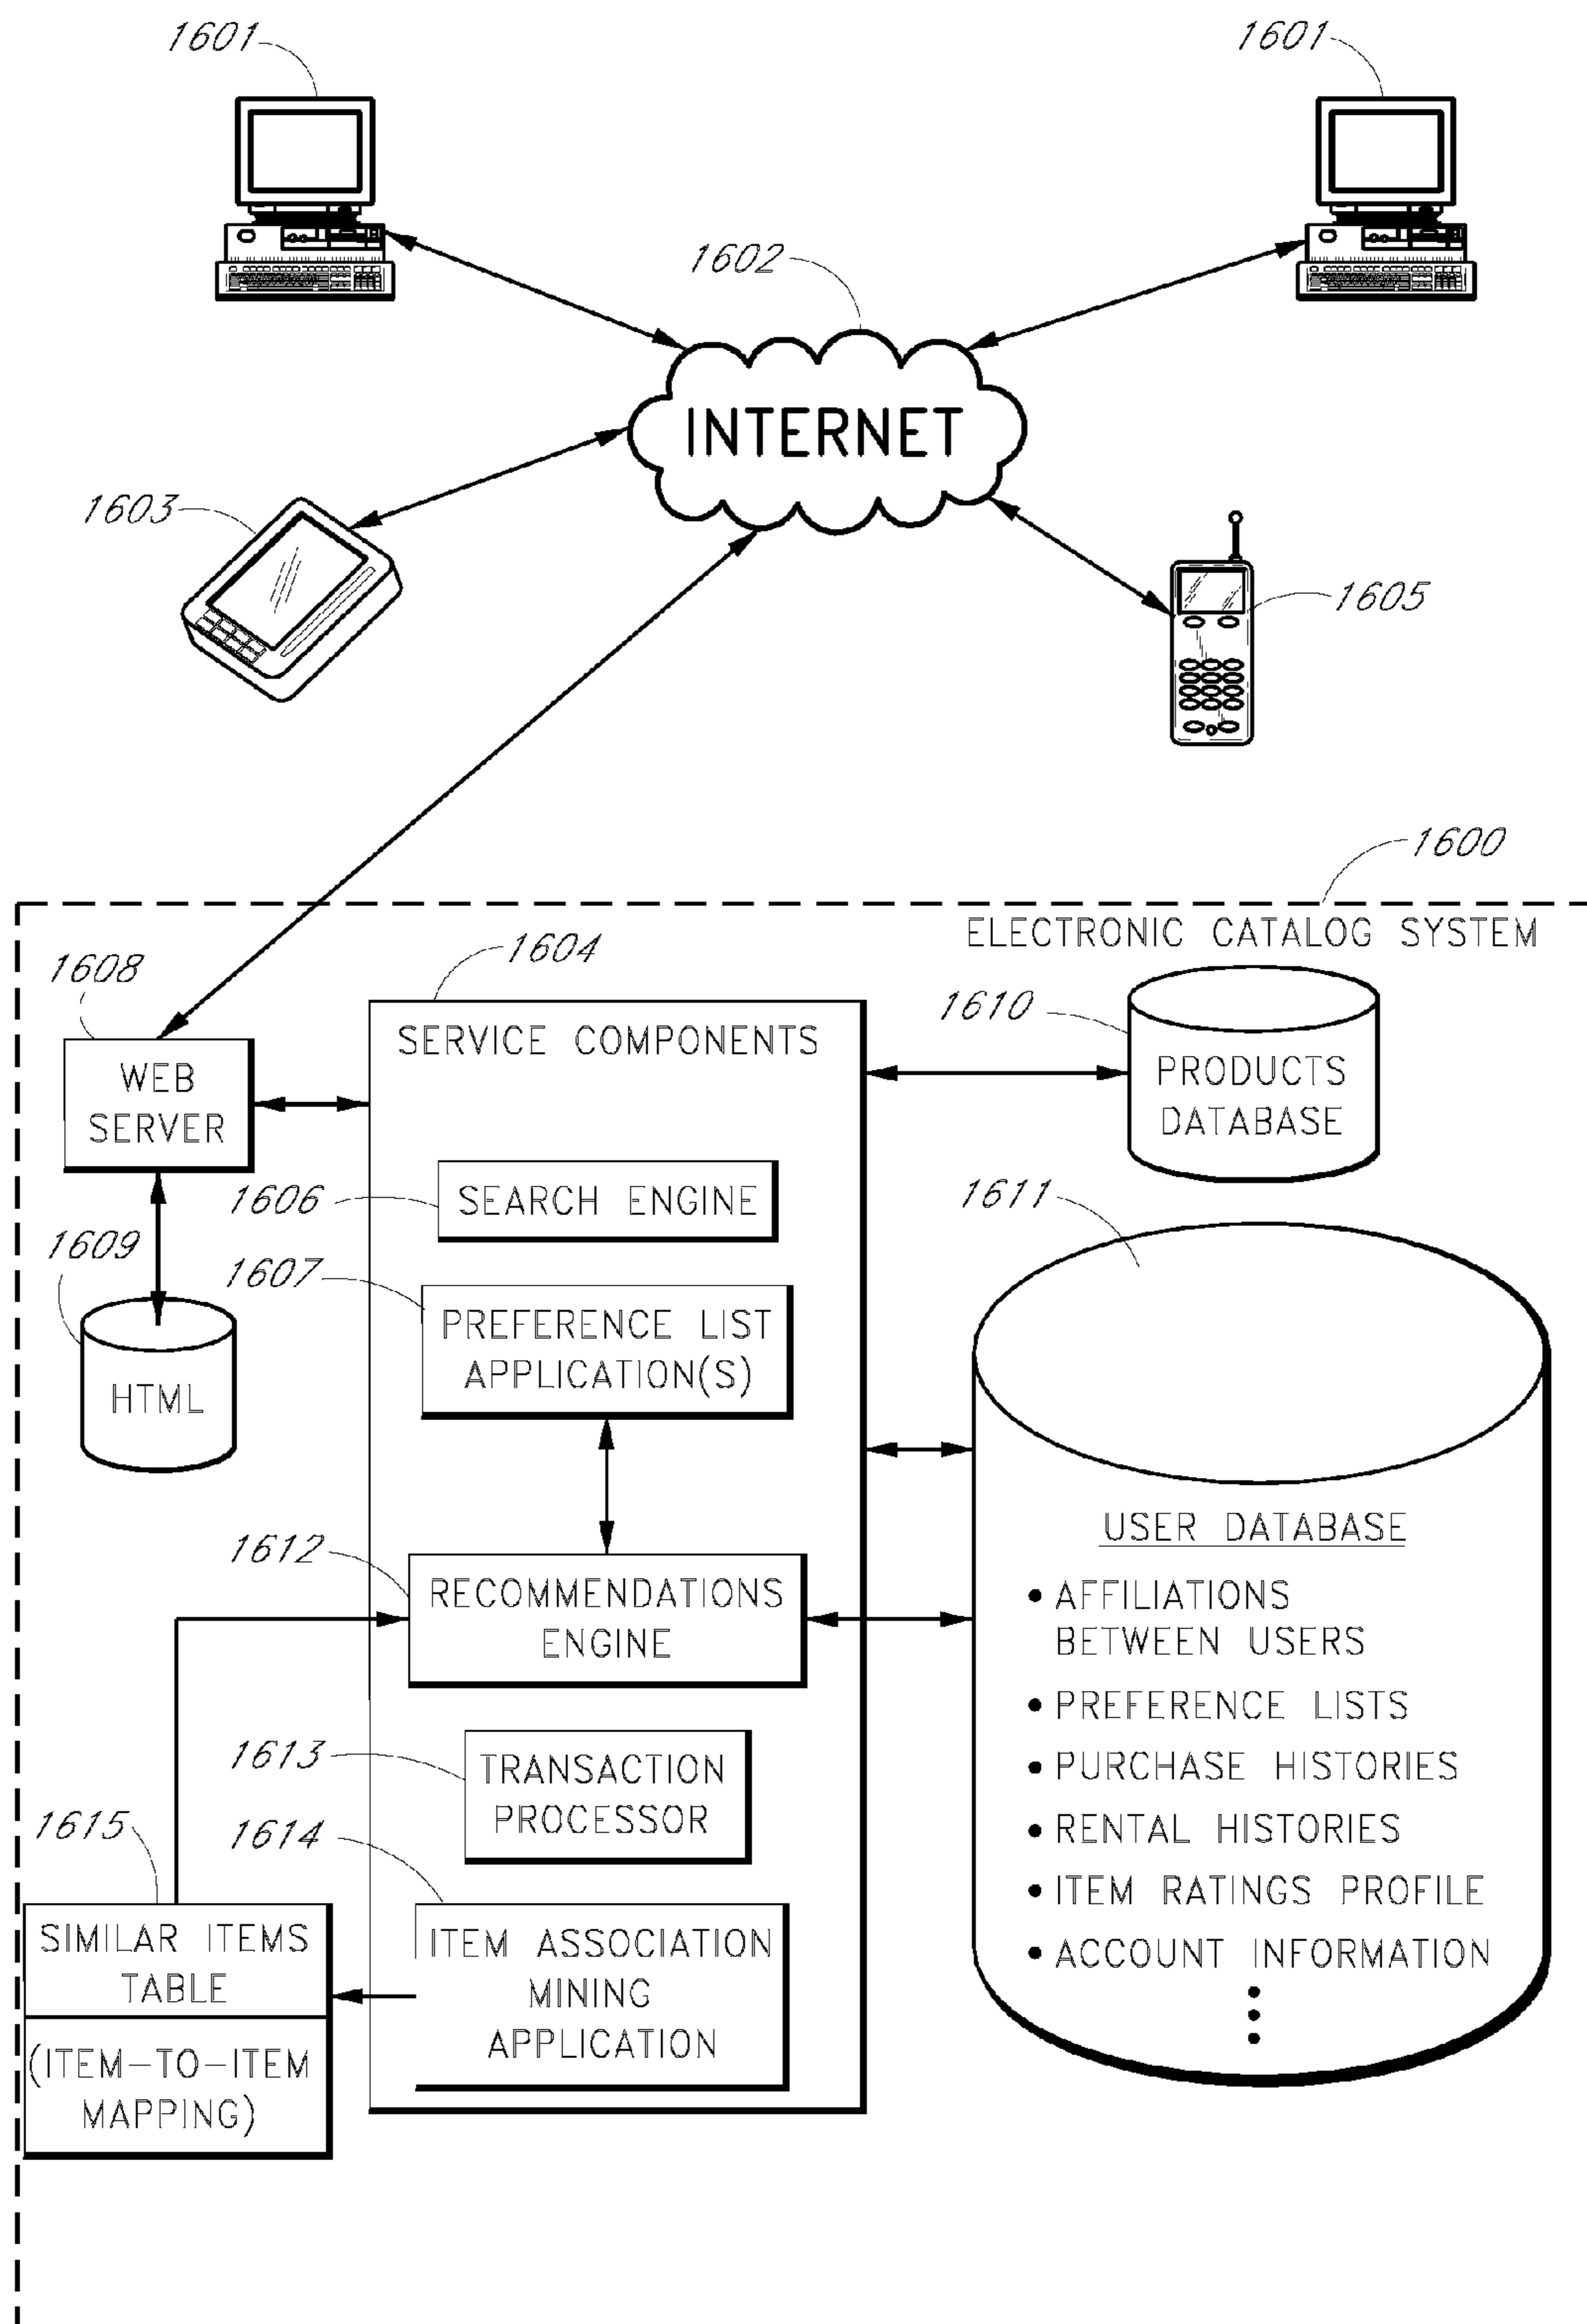 1601
1601
1602
INTERNET
1603
1605
1600
ELECTRONIC CATALOG SYSTEM
1604
1608
SERVICE COMPONENTS
1610
WEB
SERVER
PRODUCTS
DATABASE
1606
SEARCH ENGINE
1611
1609
HTML
1607
PREFERENCE LIST
APPLICATION(S)
1612
RECOMMENDATIONS
ENGINE
USER DATABASE
• AFFILIATIONS
BETWEEN USERS
• PREFERENCE LISTS
• PURCHASE HISTORIES
• RENTAL HISTORIES
• ITEM RATINGS PROFILE
• ACCOUNT INFORMATION
1613
TRANSACTION
PROCESSOR
1615
1614
SIMILAR ITEMS
TABLE
(ITEM-TO-ITEM
MAPPING)
ITEM ASSOCIATION
MINING
APPLICATION